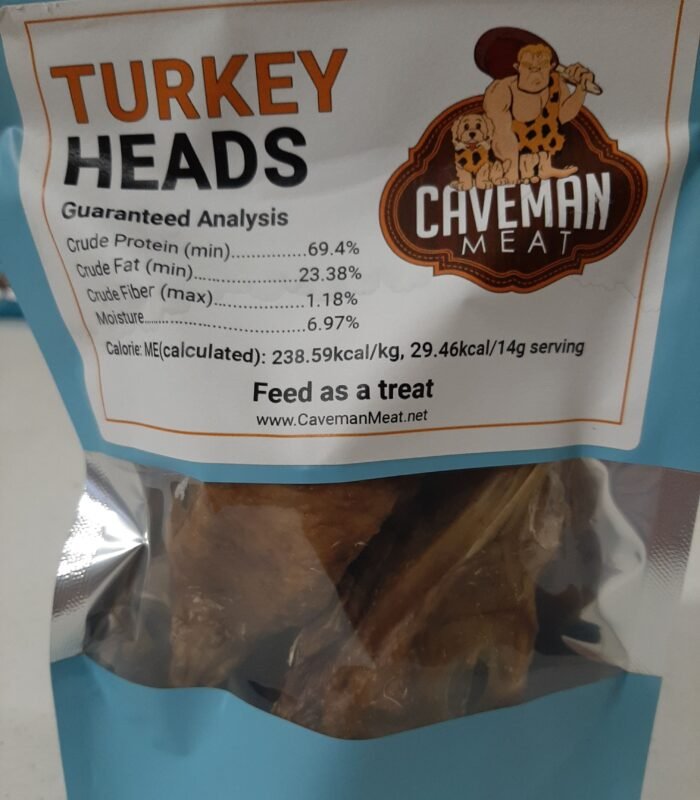 TURKEY
HEADS
Guaranteed Analysis
Crude Protein (min)..............69.4%
Crude Fat (min)....................23.38%
Crude Fiber (max)..................1.18%
Moisture..............................6.97%
Calorie: ME(calculated): 238.59kcal/kg, 29.46kcal/14g serving
Feed as a treat
www.CavemanMeat.net
CAVEMAN
MEAT